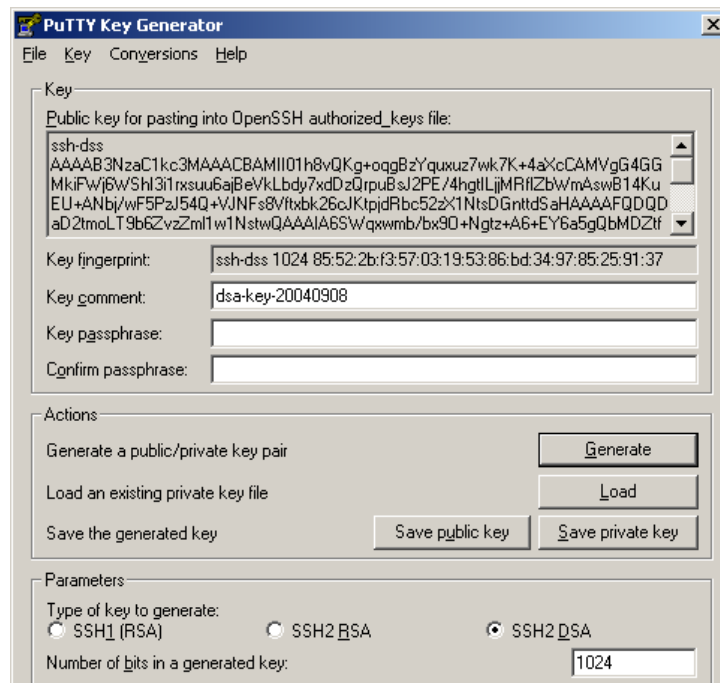 PuTTY Key Generator
File Key Conversions Help
Key
Public key for pasting into OpenSSH authorized_keys file:
ssh-dss
AAAAB3NzaC1kc3MAAACBAMII01h8vQKg+oqgBzYquxuz7wk7K+4aXcCAMVgG4GG
MkiFWj6WShI3i1rxsuu6ajBeVkLbdy7xdDzQrpuBsJ2PE/4hgtILjjMRflZbWmAswB14Ku
EU+ANbj/wF5PzJ54Q+VJNFs8Vftxbk26cJKtpjdRbc52zX1NtsDGnttdSaHAAAAFQDQD
aD2tmoLT9b6ZvzZml1w1NstwQAAAIA6SWqxwmb/bx9O+Ngtz+A6+EY6a5gQbMDZtf
Key fingerprint: ssh-dss 1024 85:52:2b:f3:57:03:19:53:86:bd:34:97:85:25:91:37
Key comment: dsa-key-20040908
Key passphrase:
Confirm passphrase:
Actions
Generate a public/private key pair Generate
Load an existing private key file Load
Save the generated key Save public key Save private key
Parameters
Type of key to generate:
SSH1 (RSA) SSH2 RSA SSH2 DSA
Number of bits in a generated key: 1024